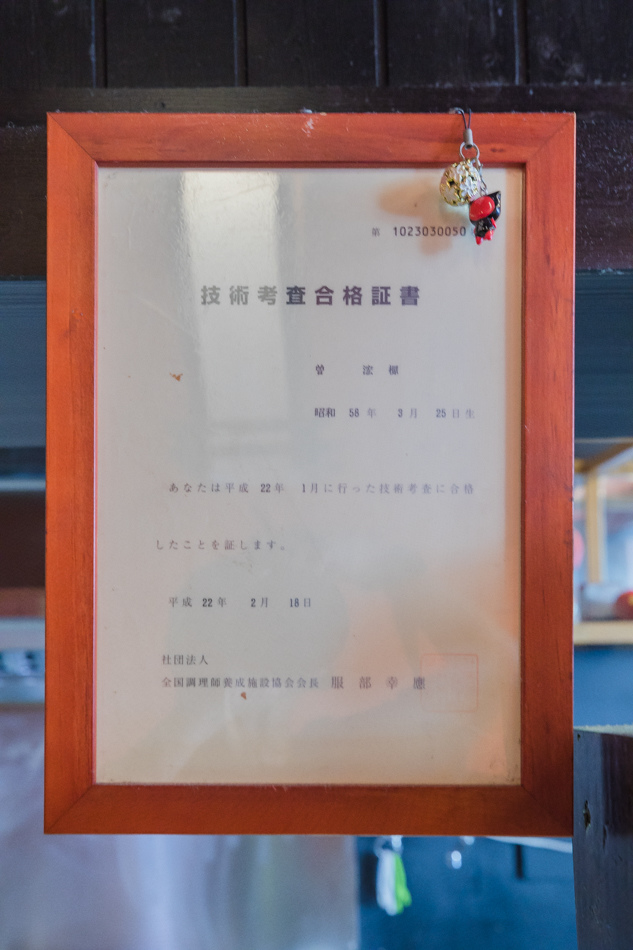 第 1023030050
技術考査合格証書
曽 浤 棚
昭和 58 年 3 月 25 日生
あなたは平成 22 年 1 月に行った技術考査に合格
したことを証します。
平成 22 年 2 月 18 日
社団法人
全国調理師養成施設協会会長 服部幸應